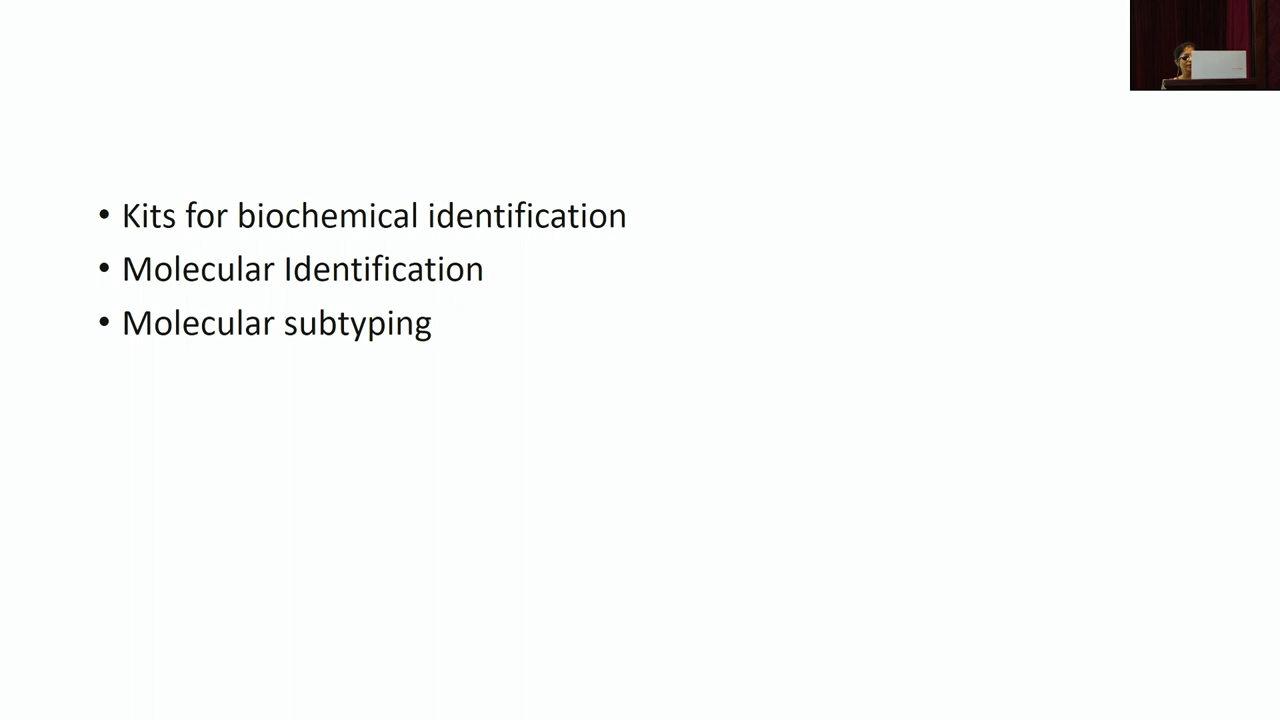 • Kits for biochemical identification
• Molecular Identification
• Molecular subtyping